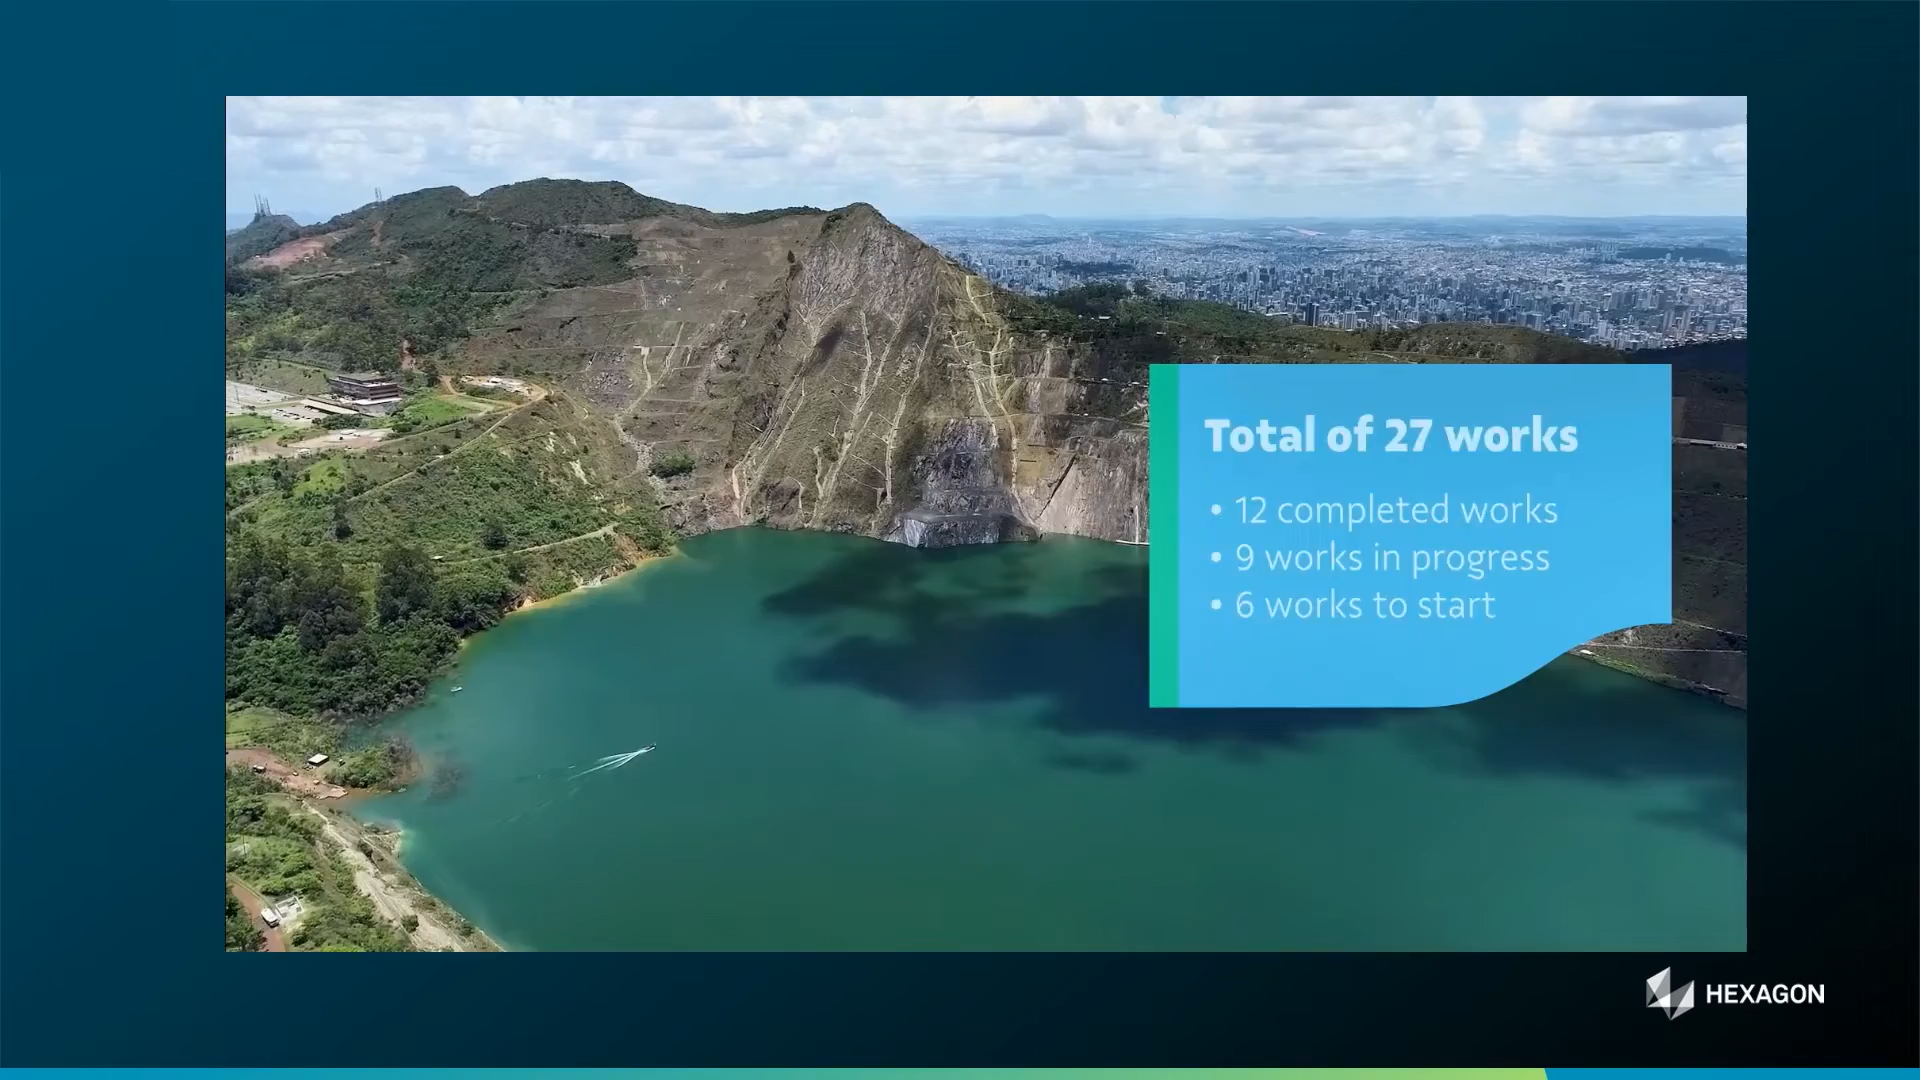 Total of 27 works
• 12 completed works
• 9 works in progress
• 6 works to start
HEXAGON